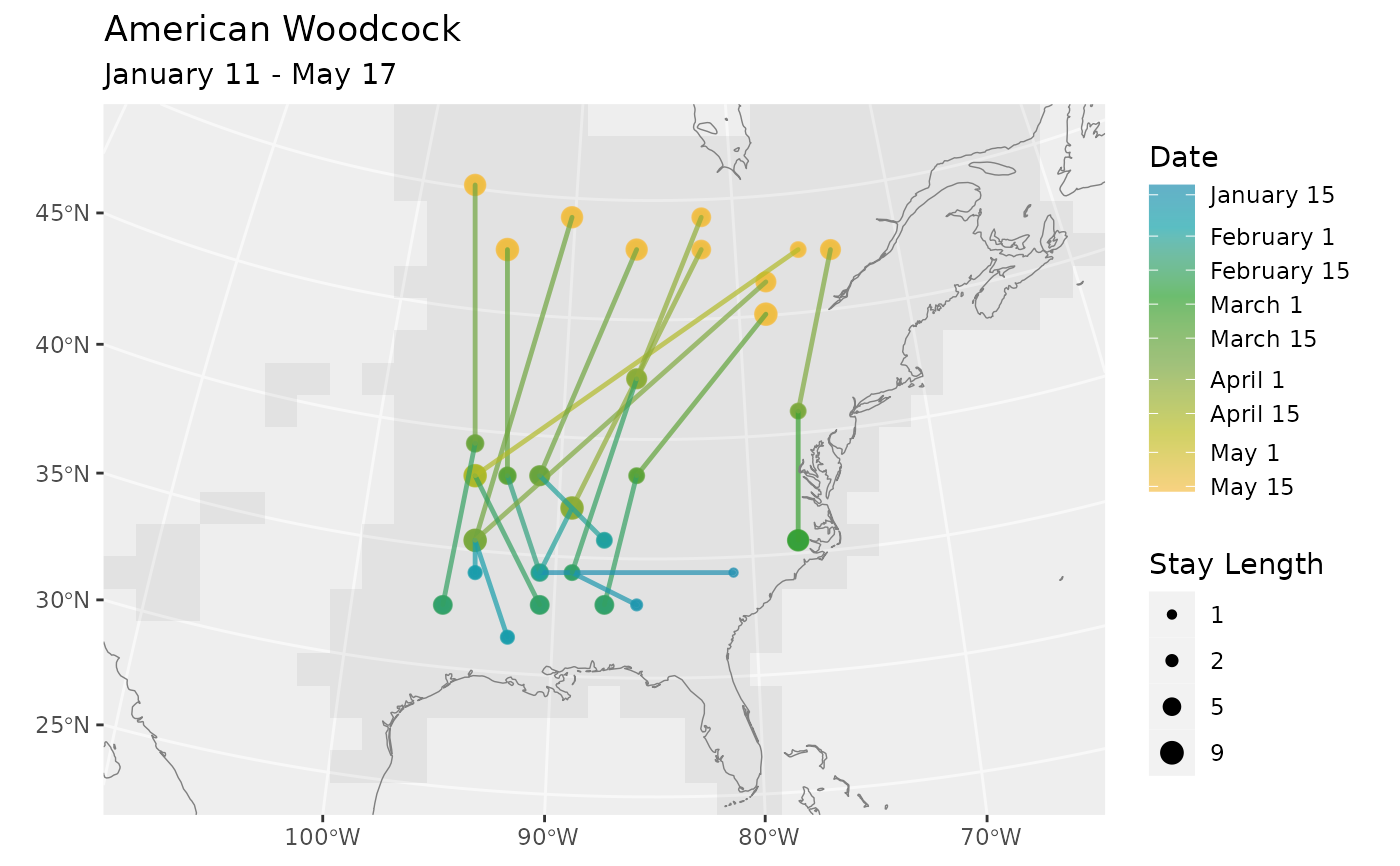 American Woodcock
January 11 - May 17
45°N
40°N
35°N
30°N
25°N
100°W
90°W
80°W
70°W
Date
January 15
February 1
February 15
March 1
March 15
April 1
April 15
May 1
May 15
Stay Length
1
2
5
9